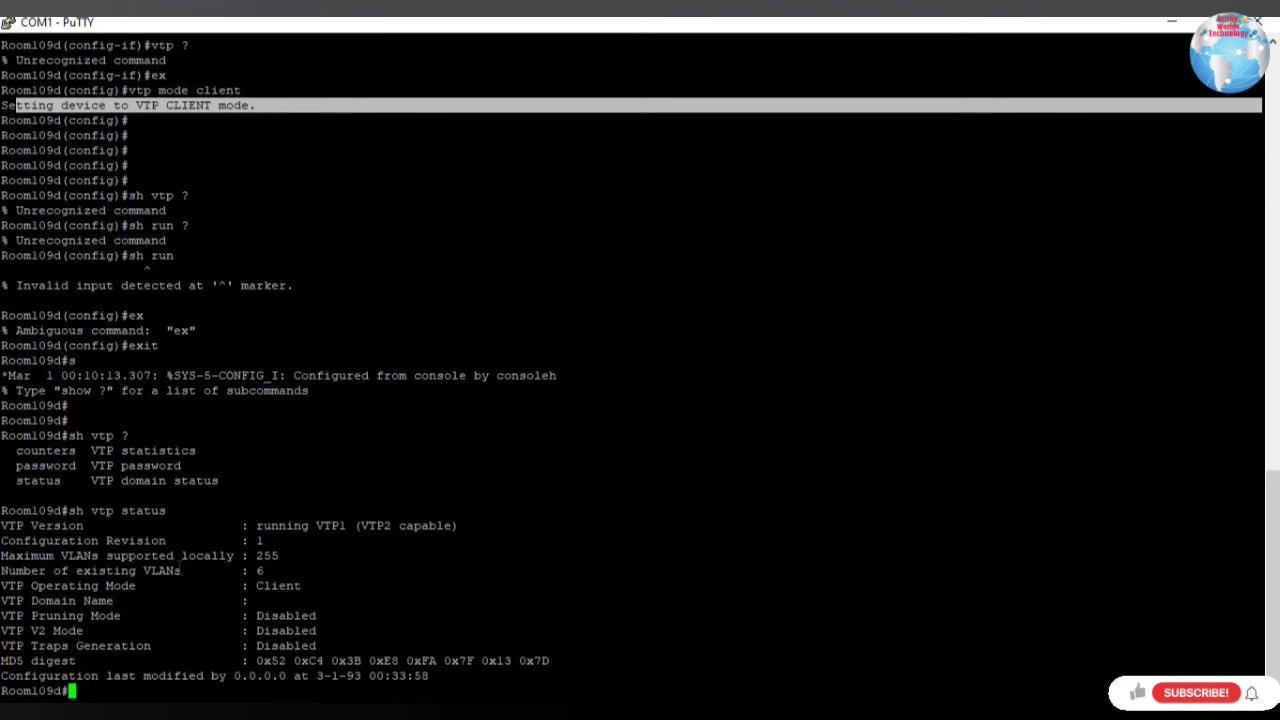 COM1 - PuTTY
Study Worlds Technology
Room109d(config-if)#vtp ?
% Unrecognized command
Room109d(config-if)#ex
Room109d(config)#vtp mode client
Setting device to VTP CLIENT mode.
Room109d(config)#
Room109d(config)#
Room109d(config)#
Room109d(config)#
Room109d(config)#
Room109d(config)#sh vtp ?
% Unrecognized command
Room109d(config)#sh run ?
% Unrecognized command
Room109d(config)#sh run
^
% Invalid input detected at '^' marker.
Room109d(config)#ex
% Ambiguous command:  "ex"
Room109d(config)#exit
Room109d#s
*Mar  1 00:10:13.307: %SYS-5-CONFIG_I: Configured from console by consoleh
% Type "show ?" for a list of subcommands
Room109d#
Room109d#
Room109d#sh vtp ?
counters  VTP statistics
password  VTP password
status    VTP domain status
Room109d#sh vtp status
VTP Version                     : running VTP1 (VTP2 capable)
Configuration Revision          : 1
Maximum VLANs supported locally : 255
Number of existing VLANs        : 6
VTP Operating Mode              : Client
VTP Domain Name                 :
VTP Pruning Mode                : Disabled
VTP V2 Mode                     : Disabled
VTP Traps Generation            : Disabled
MD5 digest                      : 0x52 0xC4 0x3B 0xE8 0xFA 0x7F 0x13 0x7D
Configuration last modified by 0.0.0.0 at 3-1-93 00:33:58
Room109d#
SUBSCRIBE!